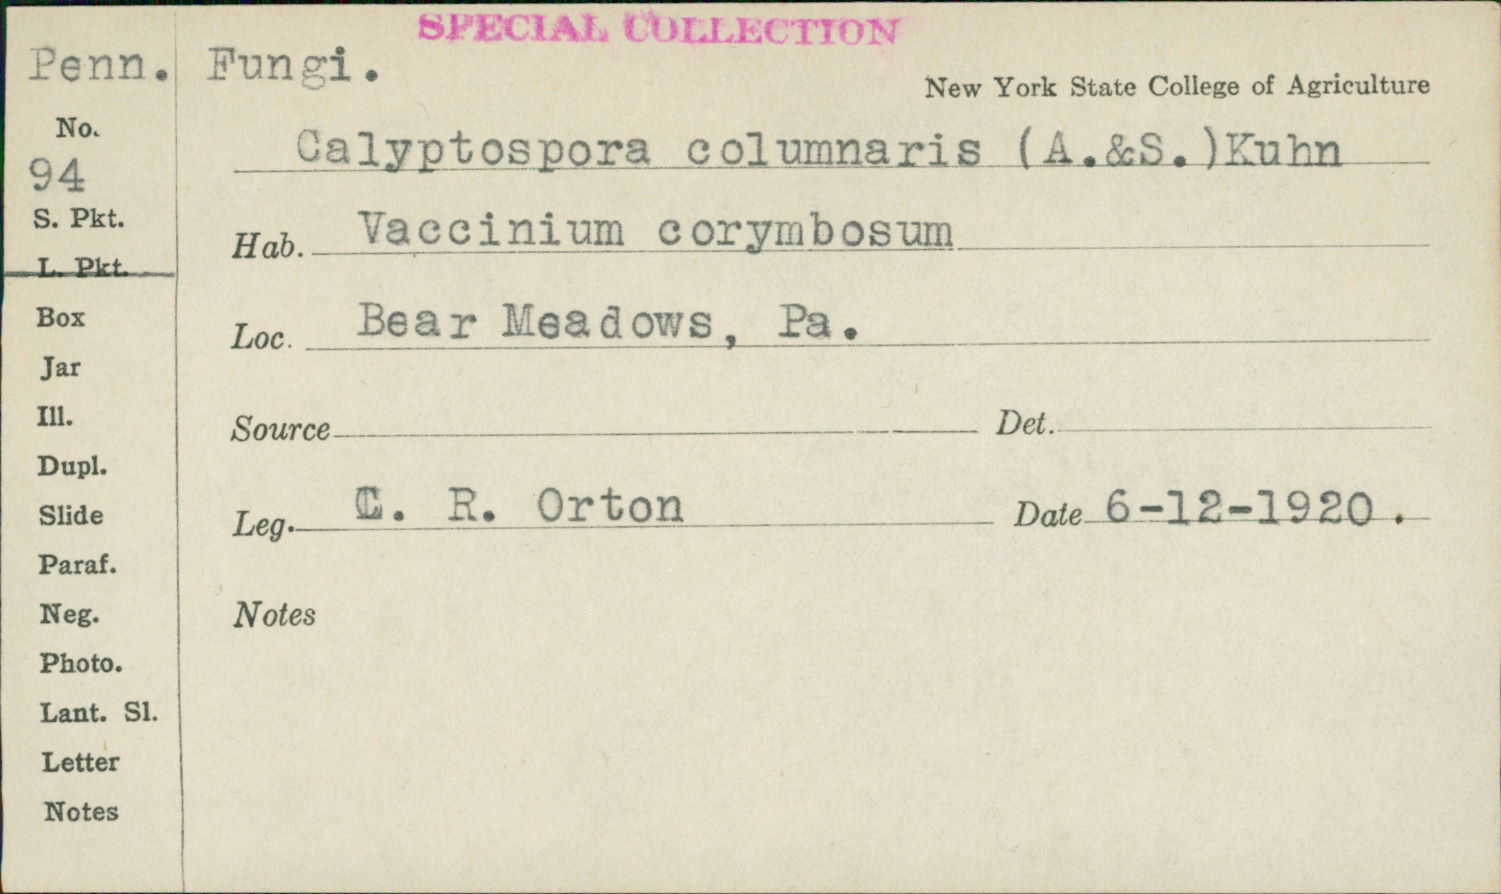 SPECIAL COLLECTION
Penn. Fungi.
New York State College of Agriculture
No.
94
Calyptospora columnaris (A.&S.)Kuhn
S. Pkt.
Hab. Vaccinium corymbosum
L. Pkt.
Box
Loc. Bear Meadows, Pa.
Jar
Ill.
Source Det.
Dupl.
Slide
Leg. C. R. Orton Date 6-12-1920 .
Paraf.
Neg.
Notes
Photo.
Lant. Sl.
Letter
Notes